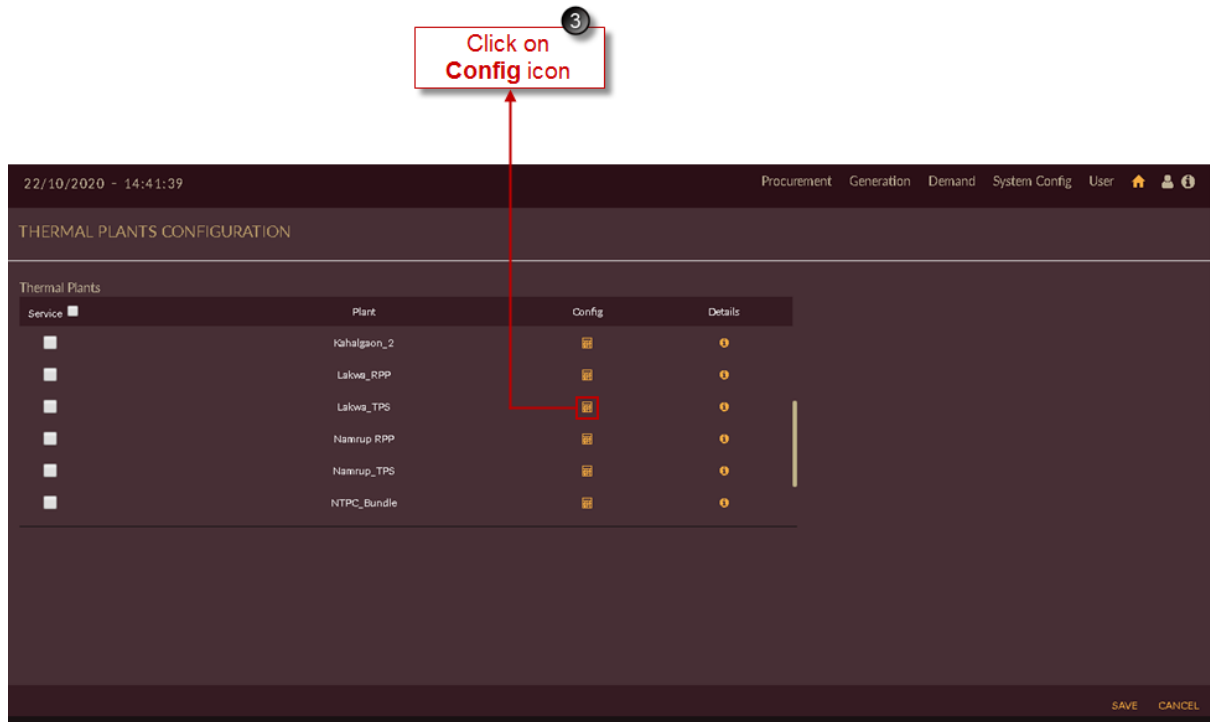 3
Click on
Config icon
22/10/2020 - 14:41:39
Procurement Generation Demand System Config User
THERMAL PLANTS CONFIGURATION
Thermal Plants
Service Plant Config Details
Kahalgaon_2
Lakwa_RPP
Lakwa_TPS
Namrup RPP
Namrup_TPS
NTPC_Bundle
SAVE CANCEL